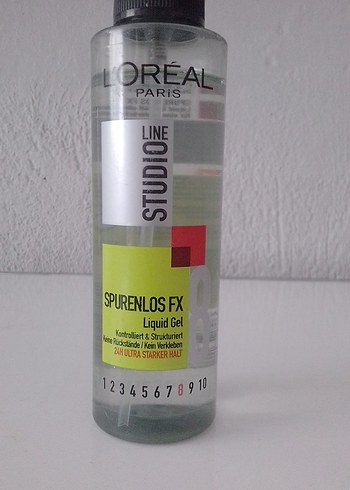 L'ORÉAL
PARIS
STUDIO LINE
SPURENLOS FX
Liquid Gel
Kontrolliert & Strukturiert
Keine Rückstände / Kein Verkleben
24H ULTRA STARKER HALT
1 2 3 4 5 6 7 8 9 10